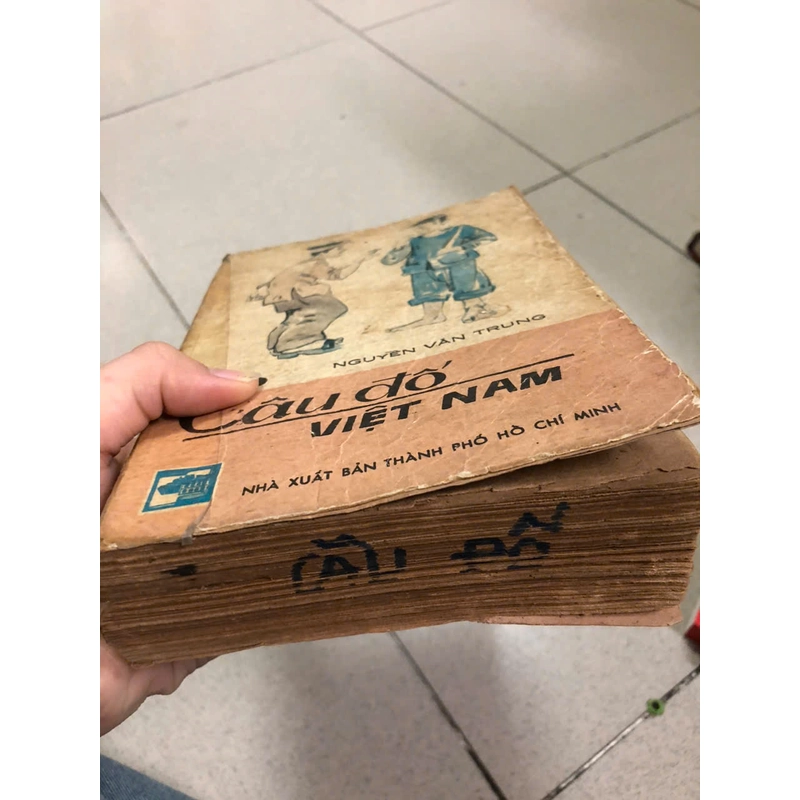 NGUYỄN VĂN TRUNG
Câu đố
VIỆT NAM
NHÀ XUẤT BẢN THÀNH PHỐ HỒ CHÍ MINH
CÂU ĐỐ